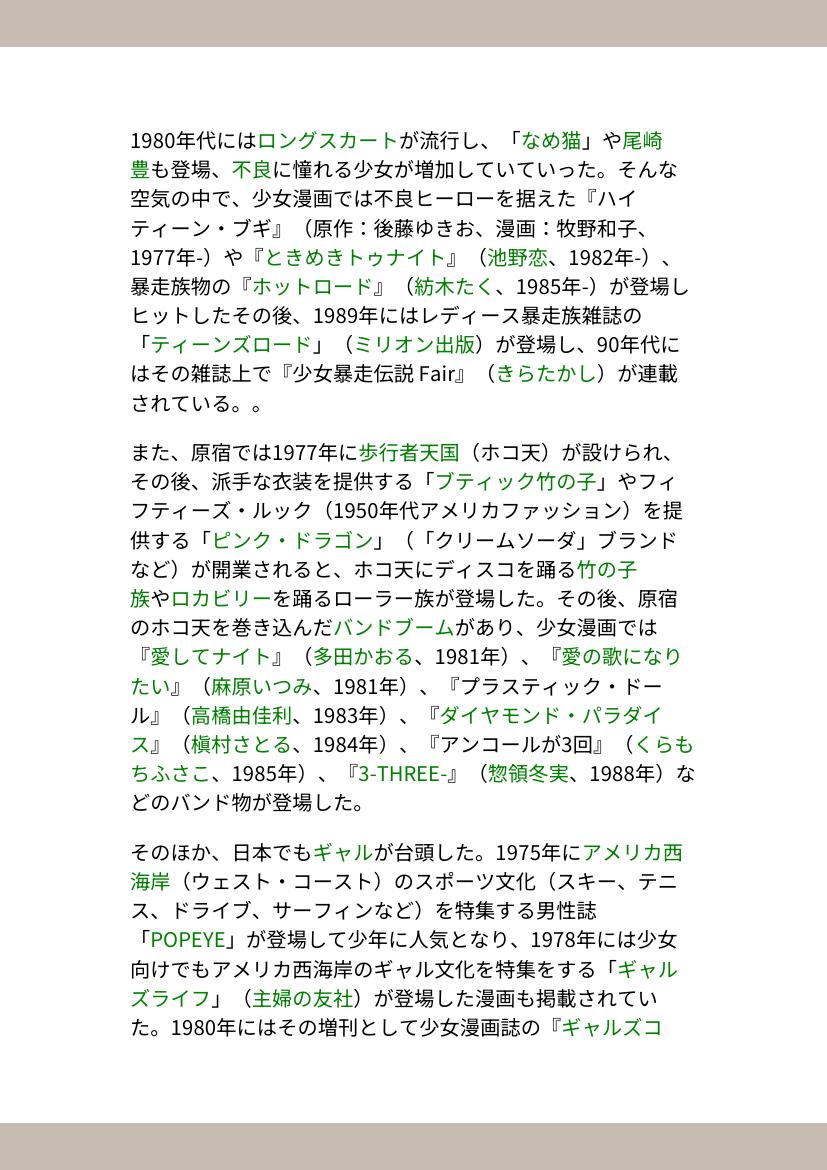 1980年代にはロングスカートが流行し、「なめ猫」や尾崎
豊も登場、不良に憧れる少女が増加していていった。そんな
空気の中で、少女漫画では不良ヒーローを据えた『ハイ
ティーン・ブギ』（原作：後藤ゆきお、漫画：牧野和子、
1977年-）や『ときめきトゥナイト』（池野恋、1982年-）、
暴走族物の『ホットロード』（紡木たく、1985年-）が登場し
ヒットしたその後、1989年にはレディース暴走族雑誌の
「ティーンズロード」（ミリオン出版）が登場し、90年代に
はその雑誌上で『少女暴走伝説 Fair』（きらたかし）が連載
されている。。
また、原宿では1977年に歩行者天国（ホコ天）が設けられ、
その後、派手な衣装を提供する「ブティック竹の子」やフィ
フティーズ・ルック（1950年代アメリカファッション）を提
供する「ピンク・ドラゴン」（「クリームソーダ」ブランド
など）が開業されると、ホコ天にディスコを踊る竹の子
族やロカビリーを踊るローラー族が登場した。その後、原宿
のホコ天を巻き込んだバンドブームがあり、少女漫画では
『愛してナイト』（多田かおる、1981年）、『愛の歌になり
たい』（麻原いつみ、1981年）、『プラスティック・ドー
ル』（高橋由佳利、1983年）、『ダイヤモンド・パラダイ
ス』（槇村さとる、1984年）、『アンコールが3回』（くらも
ちふさこ、1985年）、『3-THREE-』（惣領冬実、1988年）な
どのバンド物が登場した。
そのほか、日本でもギャルが台頭した。1975年にアメリカ西
海岸（ウェスト・コースト）のスポーツ文化（スキー、テニ
ス、ドライブ、サーフィンなど）を特集する男性誌
「POPEYE」が登場して少年に人気となり、1978年には少女
向けでもアメリカ西海岸のギャル文化を特集をする「ギャル
ズライフ」（主婦の友社）が登場した漫画も掲載されてい
た。1980年にはその増刊として少女漫画誌の『ギャルズコ